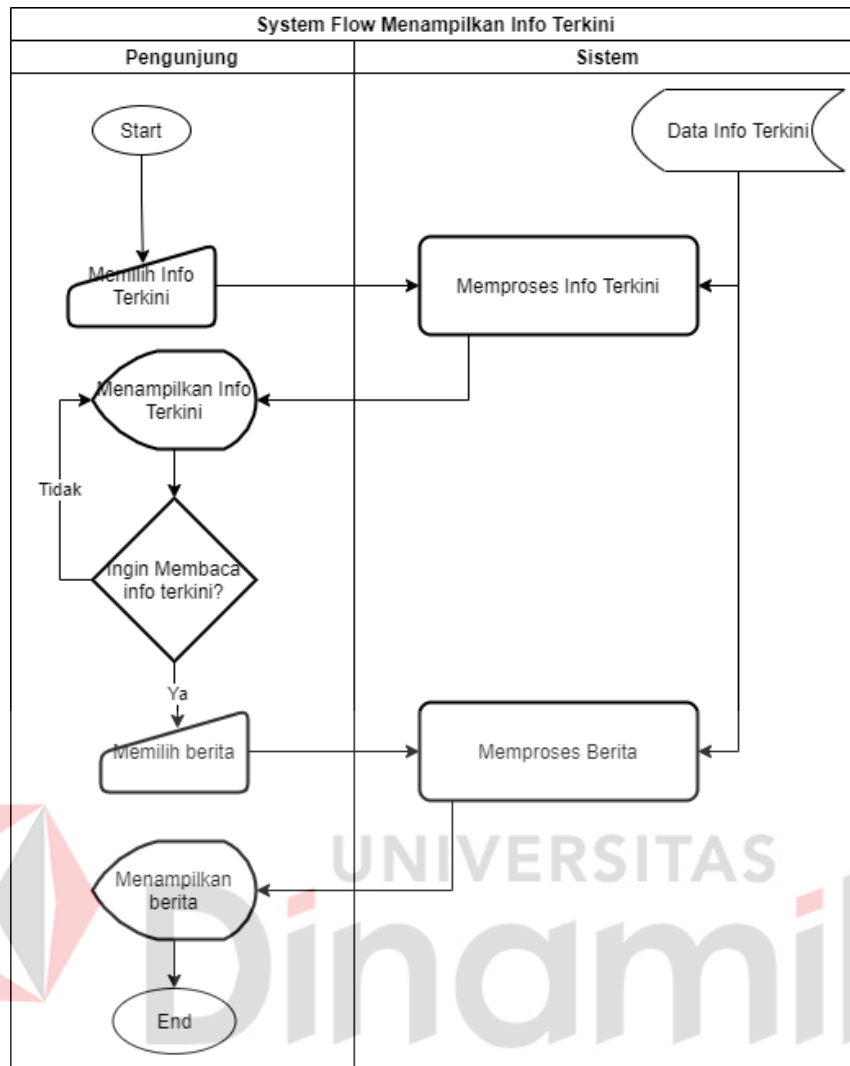 System Flow Menampilkan Info Terkini
Pengunjung
Sistem
Start
Data Info Terkini
Memilih Info
Terkini
Memproses Info Terkini
Menampilkan Info
Terkini
Tidak
Ingin Membaca
info terkini?
Ya
Memilih berita
Memproses Berita
UNIVERSITAS
Menampilkan
berita
Dinami
End